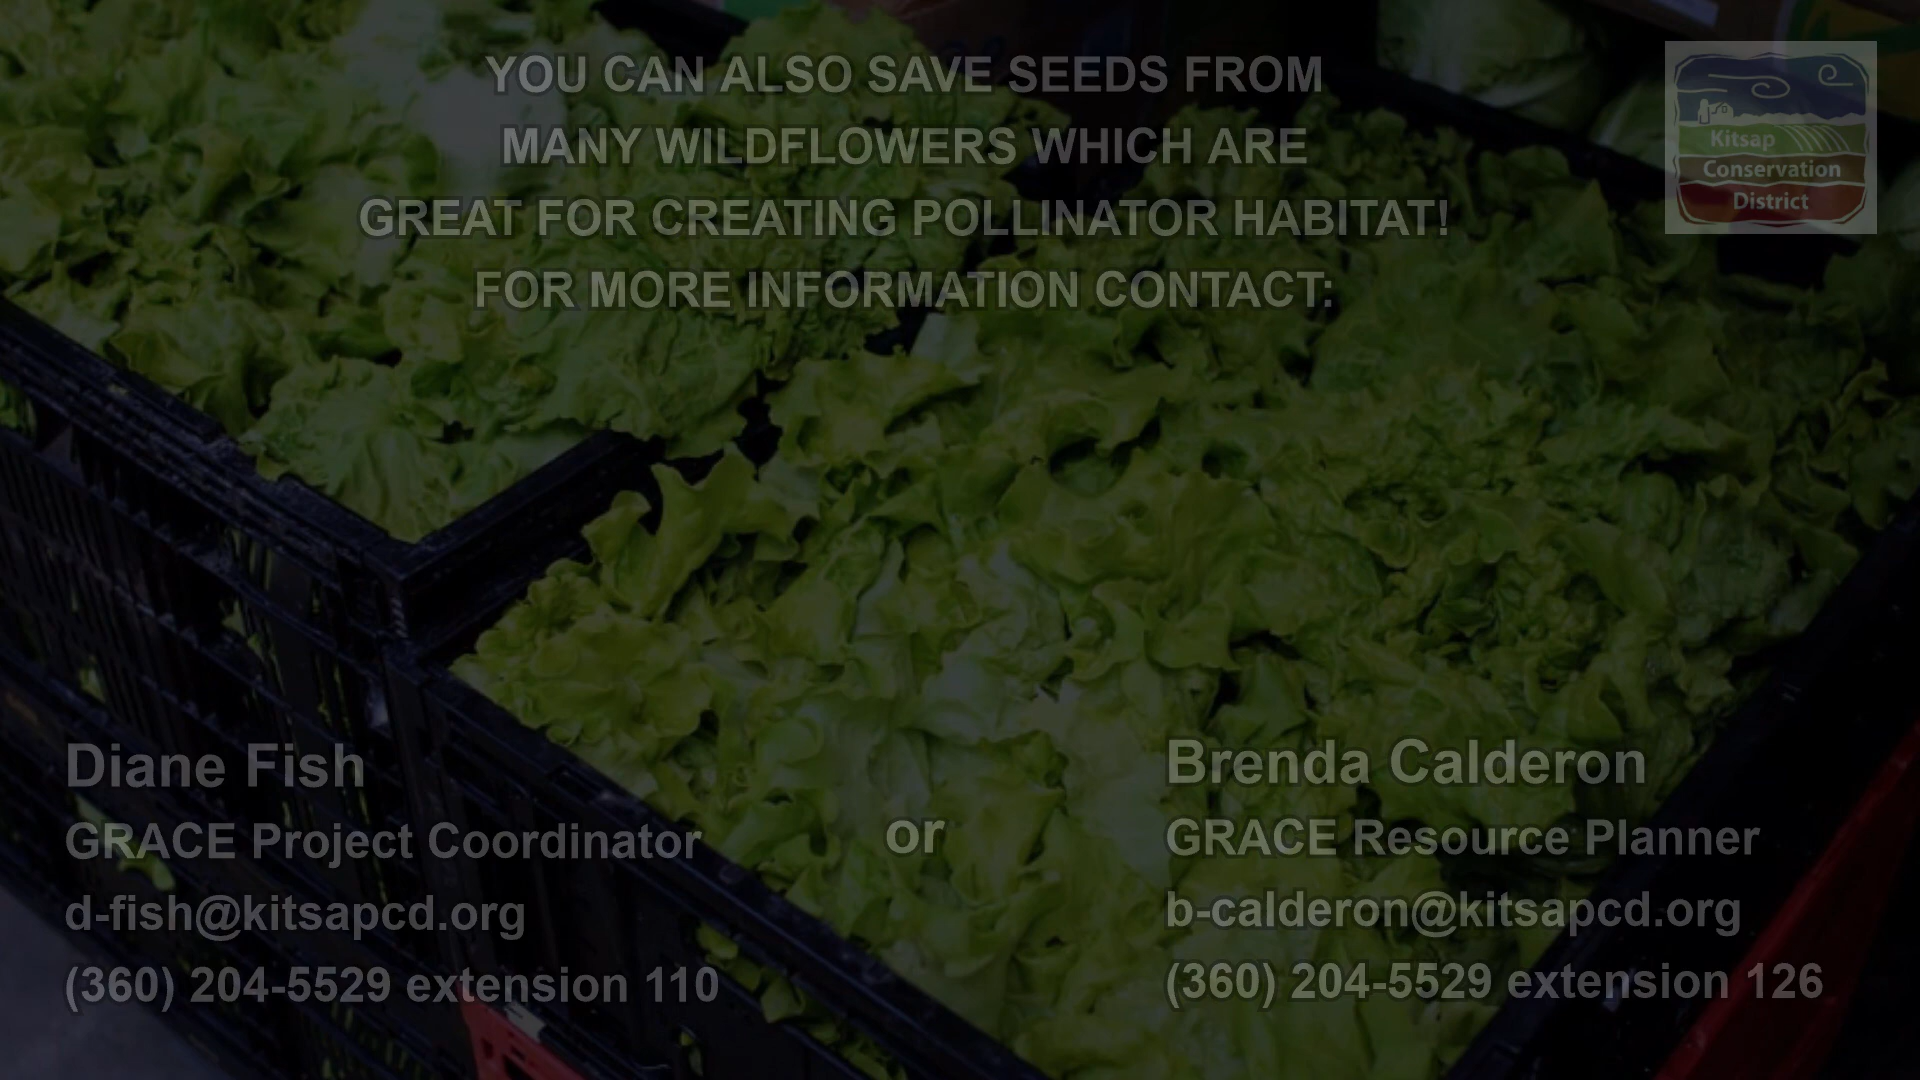 YOU CAN ALSO SAVE SEEDS FROM
MANY WILDFLOWERS WHICH ARE
GREAT FOR CREATING POLLINATOR HABITAT!
FOR MORE INFORMATION CONTACT:
Kitsap
Conservation
District
Diane Fish
GRACE Project Coordinator
d-fish@kitsapcd.org
(360) 204-5529 extension 110
or
Brenda Calderon
GRACE Resource Planner
b-calderon@kitsapcd.org
(360) 204-5529 extension 126